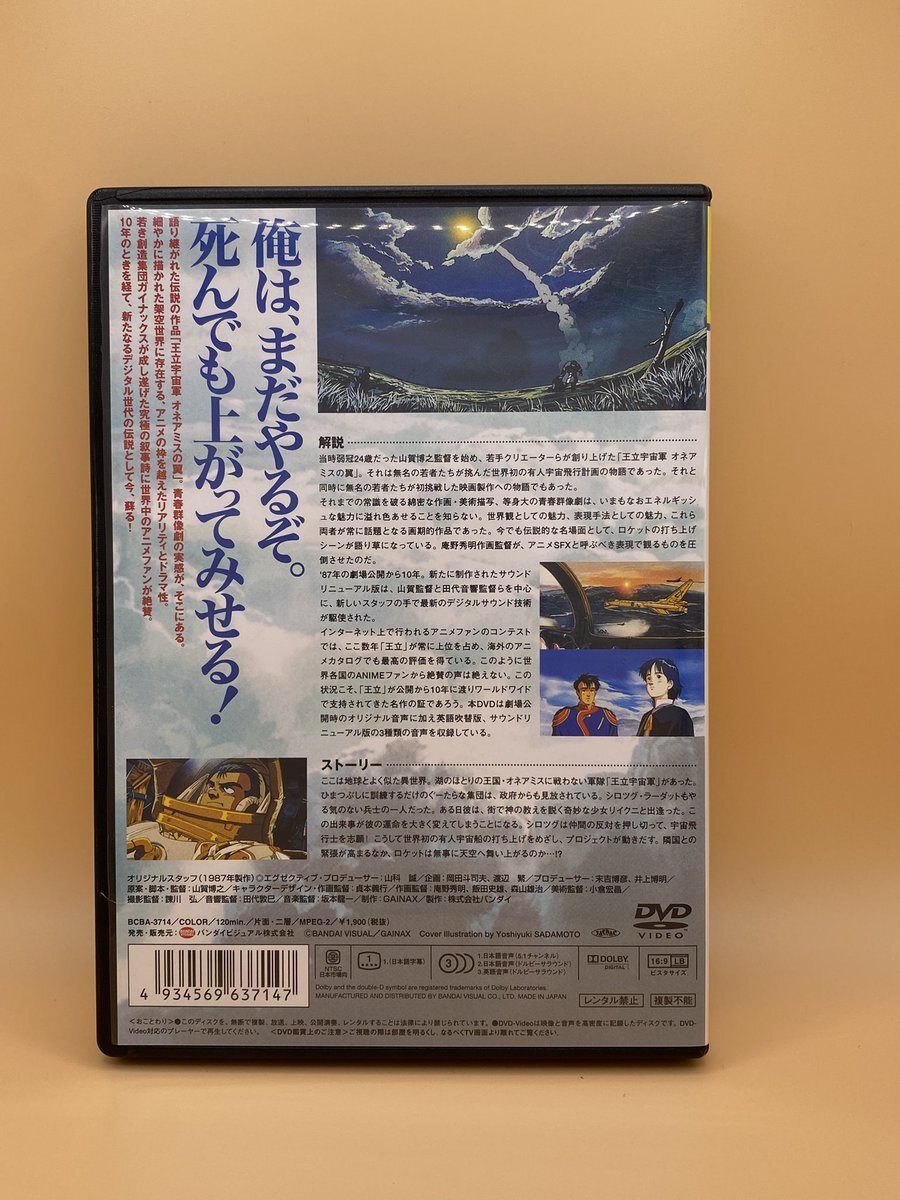 俺は、まだやるぞ。
死んでも上がってみせる!
語り継がれた伝説の作品「王立宇宙軍 オネアミスの翼」。青春群像劇の実感が、そこにある。
細やかに描かれた架空世界に存在する、アニメの枠を越えたリアリティとドラマ性。
若き創造集団ガイナックスが成し遂げた究極の叙事詩に世界中のアニメファンが絶賛。
10年のときを経て、新たなるデジタル世代の伝説として今、蘇る!
解説
当時弱冠24歳だった山賀博之監督を始め、若手クリエーターらが創り上げた「王立宇宙軍 オネア
ミスの翼」。それは無名の若者たちが挑んだ世界初の有人宇宙飛行計画の物語であった。それと
同時に無名の若者たちが初挑戦した映画製作への物語でもあった。
それまでの常識を破る綿密な作画・美術描写、等身大の青春群像劇は、いまもなおエネルギッシ
ュな魅力に溢れ色あせることを知らない。世界観としての魅力、表現手法としての魅力、これら
両者が常に話題となる画期的作品であった。今でも伝説的な名場面として、ロケットの打ち上げ
シーンが語り草になっている。庵野秀明作画監督が、アニメSFXと呼ぶべき表現で観るものを圧
倒させたのだ。
'87年の劇場公開から10年。新たに制作されたサウンド
リニューアル版は、山賀監督と田代音響監督らを中心
に、新しいスタッフの手で最新のデジタルサウンド技術
が駆使された。
インターネット上で行われるアニメファンのコンテスト
では、ここ数年「王立」が常に上位を占め、海外のアニ
メカタログでも最高の評価を得ている。このように世
界各国のANIMEファンから絶賛の声は絶えない。この
状況こそ、「王立」が公開から10年に渡りワールドワイド
で支持されてきた名作の証であろう。本DVDは劇場公
開時のオリジナル音声に加え英語吹替版、サウンドリ
ニューアル版の3種類の音声を収録している。
ストーリー
ここは地球とよく似た異世界。湖のほとりの王国・オネアミスに戦わない軍隊「王立宇宙軍」があった。
ひまつぶしに訓練するだけのぐーたらな集団は、政府からも見放されている。シロツグ・ラーダットもや
る気のない兵士の一人だった。ある日彼は、街で神の教えを説く奇妙な少女リイクニと出逢った。こ
の出来事が彼の運命を大きく変えてしまうことになる。シロツグは仲間の反対を押し切って、宇宙飛
行士を志願!こうして世界初の有人宇宙船の打ち上げをめざし、プロジェクトが動きだす。隣国との
緊張が高まるなか、ロケットは無事に天空へ舞い上がるのか…!?
オリジナルスタッフ(1987年製作)◎エグゼクティブ・プロデューサー:山科 誠/企画:岡田斗司夫、渡辺 繁/プロデューサー:末吉博彦、井上博明/
原案・脚本・監督:山賀博之/キャラクターデザイン・作画監督:貞本義行/作画監督:庵野秀明、飯田史雄、森山雄治/美術監督:小倉宏昌/
撮影監督:諫川 弘/音響監督:田代敦巳/音楽監督:坂本龍一/制作:GAINAX/製作:株式会社バンダイ
BCBA-3714/COLOR/120min./片面・二層/MPEG-2/¥1,900(税抜)
発売・販売元: バンダイビジュアル株式会社 ©BANDAI VISUAL/GAINAX Cover Illustration by Yoshiyuki SADAMOTO
DVD
VIDEO
4 934569 637147
NTSC
日本市場向
1 1.(日本語字幕)
3 1.日本語音声(5.1チャンネル)
2.日本語音声(ドルビーサラウンド)
3.英語音声(ドルビーサラウンド)
DOLBY
DIGITAL
16:9 LB
ビスタサイズ
Dolby and the double-D symbol are registered trademarks of Dolby Laboratories.
MANUFACTURED AND DISTRIBUTED BY BANDAI VISUAL CO., LTD. MADE IN JAPAN
レンタル禁止 複製不能
<おことわり>●このディスクを、無断で複製、放送、上映、公開演奏、レンタルすることは法律により禁じられています。●DVD-Videoは映像と音声を高密度に記録したディスクです。DVD-
Video対応のプレーヤーで再生してください。 <DVD鑑賞上のご注意>ご視聴の際は部屋を明るくし、なるべくTV画面より離れてご覧ください。